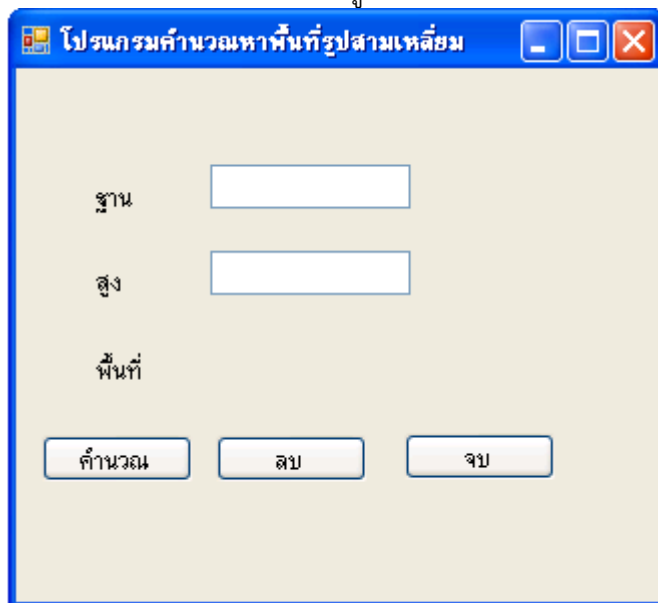 โปรแกรมคำนวณหาพื้นที่รูปสามเหลี่ยม
ฐาน
สูง
พื้นที่
คำนวณ ลบ จบ